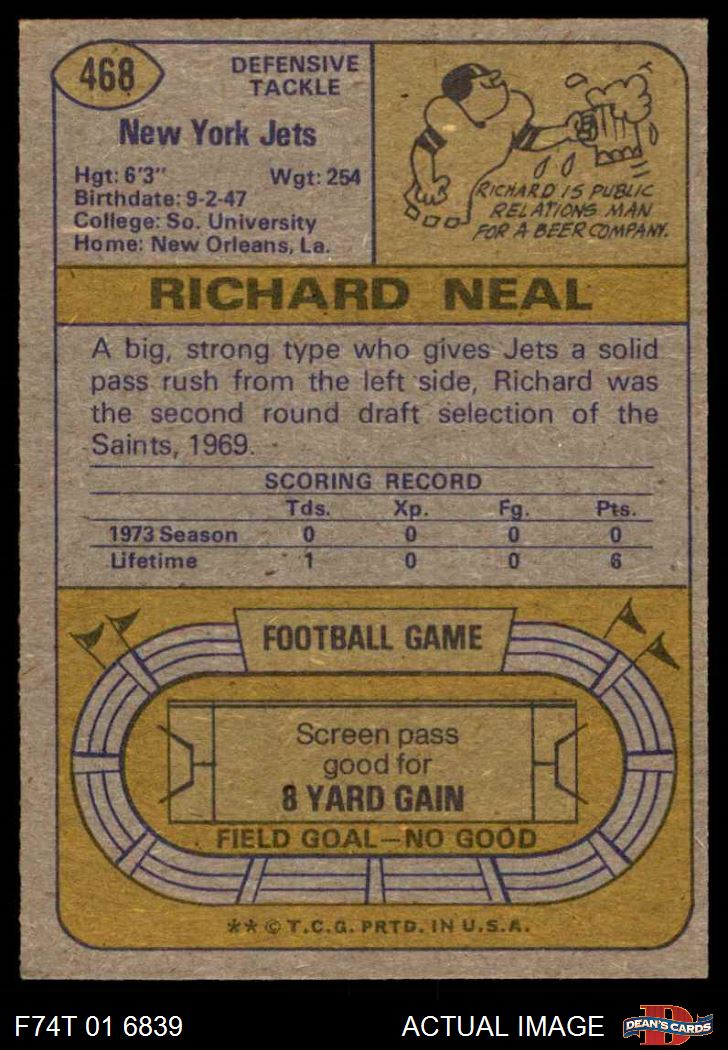 468
DEFENSIVE
TACKLE
New York Jets
Hgt: 6'3" Wgt: 254
Birthdate: 9-2-47
College: So. University
Home: New Orleans, La.
RICHARD IS PUBLIC
RELATIONS MAN
FOR A BEER COMPANY.
RICHARD NEAL
A big, strong type who gives Jets a solid
pass rush from the left side, Richard was
the second round draft selection of the
Saints, 1969.
SCORING RECORD
Tds. Xp. Fg. Pts.
1973 Season 0 0 0 0
Lifetime 1 0 0 6
FOOTBALL GAME
Screen pass
good for
8 YARD GAIN
FIELD GOAL—NO GOOD
** © T.C.G. PRTD. IN U.S.A.
F74T 01 6839 ACTUAL IMAGE
D
DEAN'S CARDS